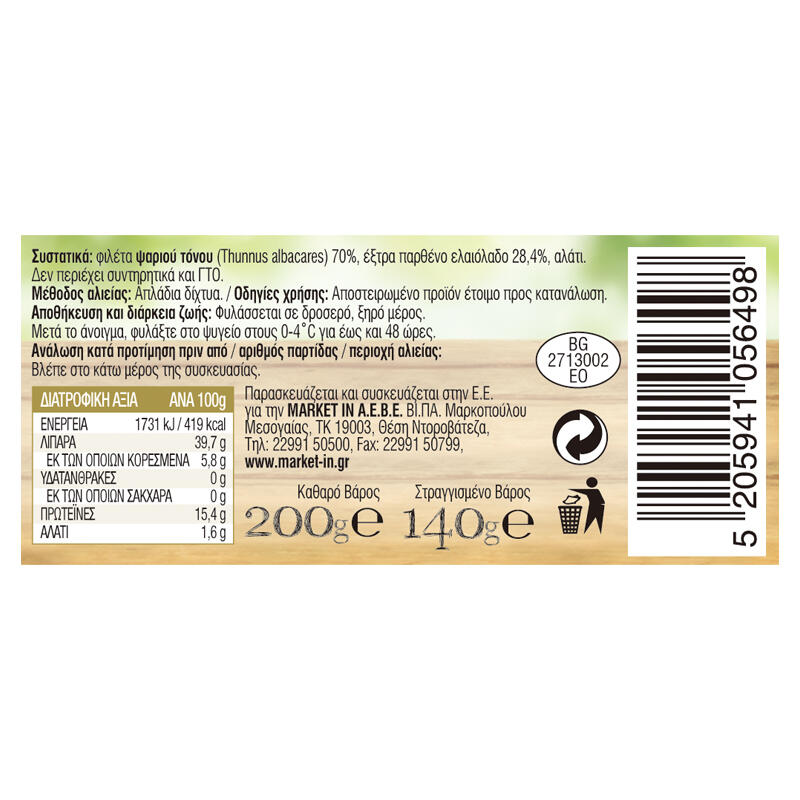 Συστατικά: φιλέτα ψαριού τόνου (Thunnus albacares) 70%, έξτρα παρθένο ελαιόλαδο 28,4%, αλάτι.
Δεν περιέχει συντηρητικά και ΓΤΟ.
Μέθοδος αλιείας: Απλάδια δίχτυα. / Οδηγίες χρήσης: Αποστειρωμένο προϊόν έτοιμο προς κατανάλωση.
Αποθήκευση και διάρκεια ζωής: Φυλάσσεται σε δροσερό, ξηρό μέρος.
Μετά το άνοιγμα, φυλάξτε στο ψυγείο στους 0-4˚C για έως και 48 ώρες.
Ανάλωση κατά προτίμηση πριν από / αριθμός παρτίδας / περιοχή αλιείας:
Βλέπε στο κάτω μέρος της συσκευασίας.
BG
2713002
EO
ΔΙΑΤΡΟΦΙΚΗ ΑΞΙΑ ΑΝΑ 100g
ΕΝΕΡΓΕΙΑ 1731 kJ / 419 kcal
ΛΙΠΑΡΑ 39,7 g
ΕΚ ΤΩΝ ΟΠΟΙΩΝ ΚΟΡΕΣΜΕΝΑ 5,8 g
ΥΔΑΤΑΝΘΡΑΚΕΣ 0 g
ΕΚ ΤΩΝ ΟΠΟΙΩΝ ΣΑΚΧΑΡΑ 0 g
ΠΡΩΤΕΪΝΕΣ 15,4 g
ΑΛΑΤΙ 1,6 g
Παρασκευάζεται και συσκευάζεται στην Ε.Ε.
για την MARKET IN Α.Ε.Β.Ε. ΒΙ.ΠΑ. Μαρκοπούλου
Μεσογαίας, ΤΚ 19003, Θέση Ντοροβάτεζα,
Τηλ: 22991 50500, Fax: 22991 50799,
www.market-in.gr
Καθαρό Βάρος
200g e
Στραγγισμένο Βάρος
140g e
5 205941 056498